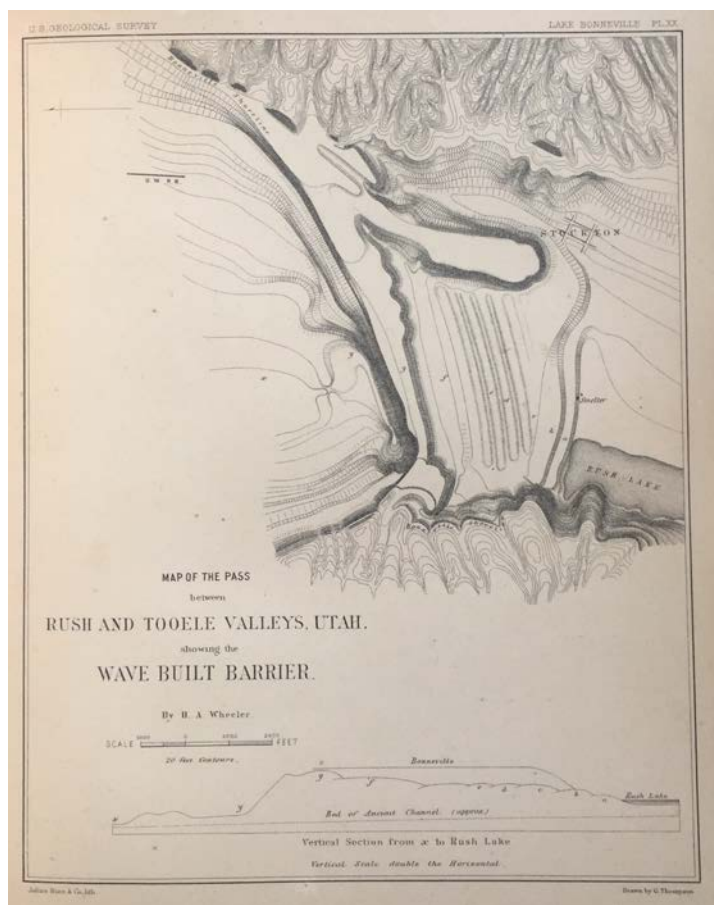 U.S. GEOLOGICAL SURVEY
LAKE BONNEVILLE PL. XX
Bonneville Shoreline
STOCKTON
Smelter
RUSH LAKE
MAP OF THE PASS
between
RUSH AND TOOELE VALLEYS, UTAH.
showing the
WAVE BUILT BARRIER.
By H. A. Wheeler.
SCALE
FEET
20 Feet Contours.
Bonneville
Rush Lake
Bed of Ancient Channel. (approx.)
Vertical Section from x to Rush Lake
Vertical Scale double the Horizontal.
Julius Bien & Co. lith.
Drawn by G. Thompson